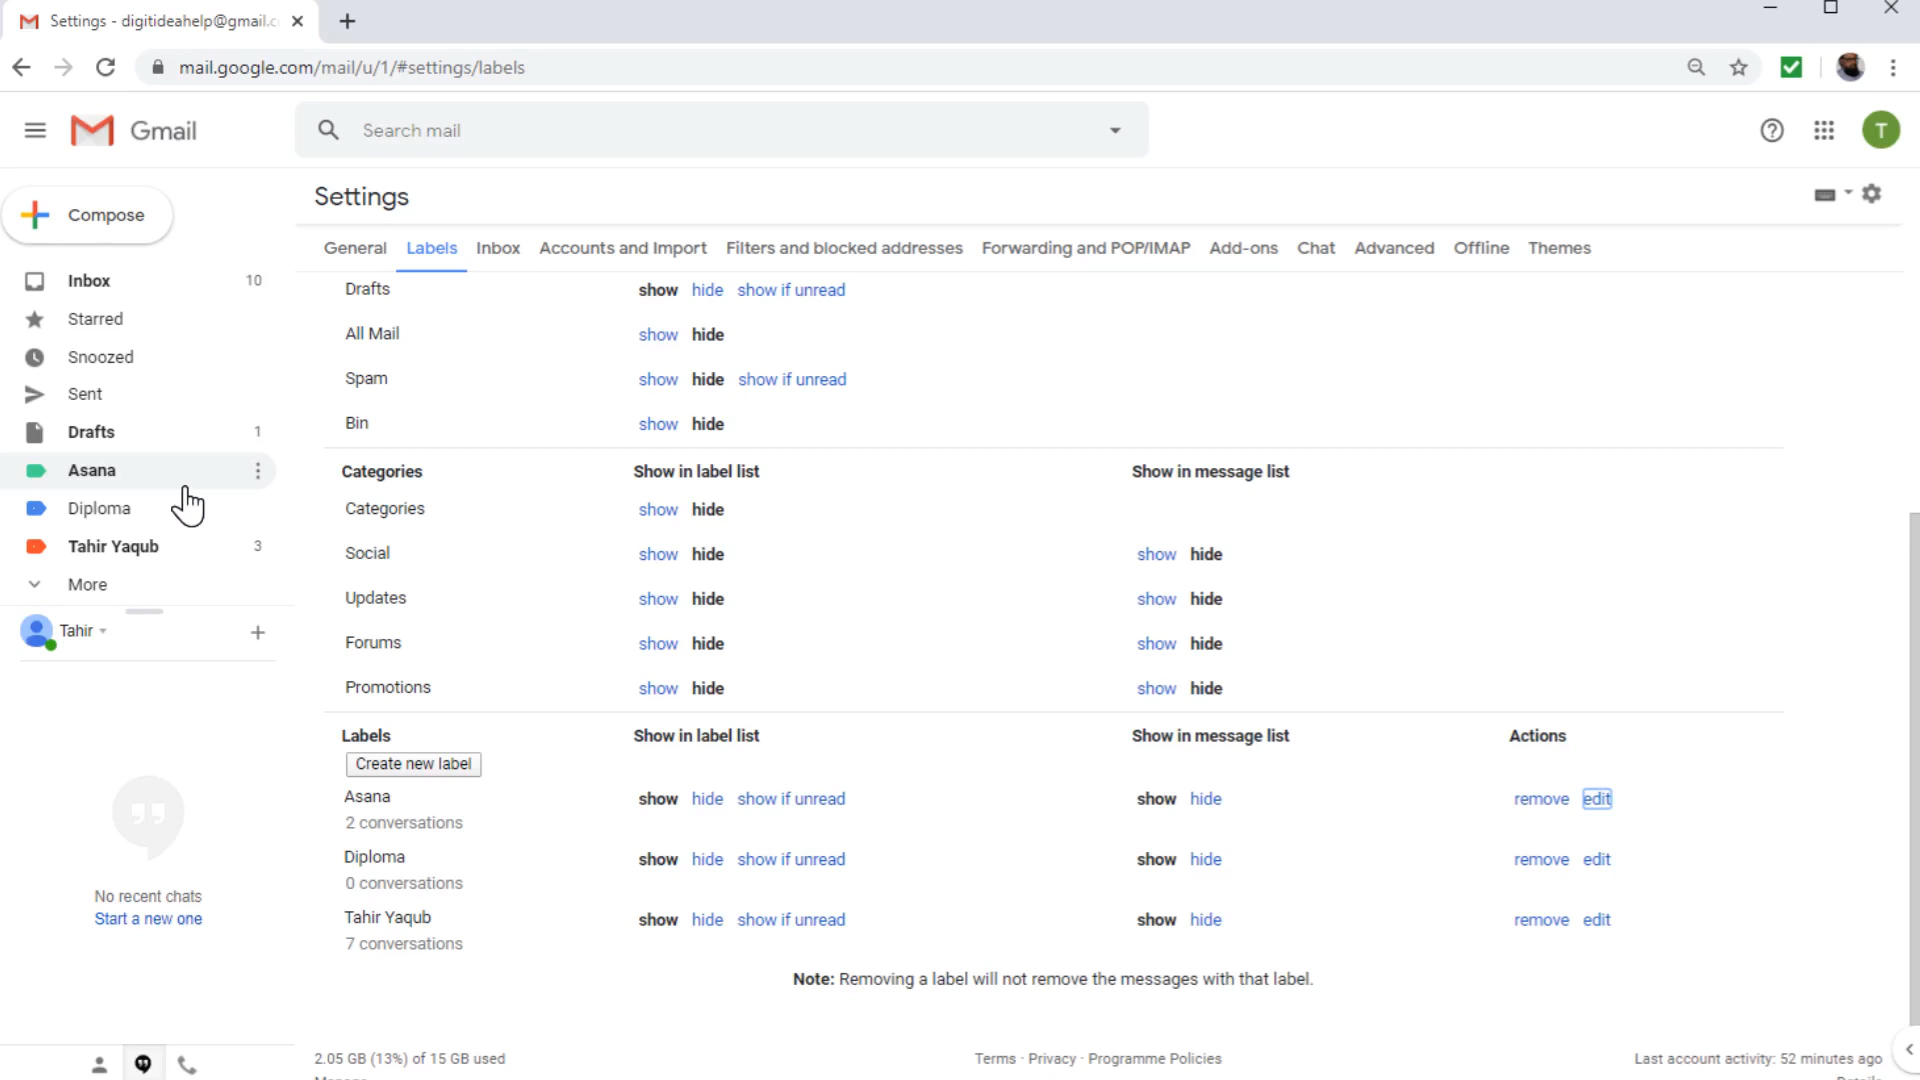 Settings - digitideahelp@gmail.c
mail.google.com/mail/u/1/#settings/labels
Gmail
Search mail
T
Settings
Compose
General Labels Inbox Accounts and Import Filters and blocked addresses Forwarding and POP/IMAP Add-ons Chat Advanced Offline Themes
Inbox 10
Starred
Snoozed
Sent
Drafts 1
Asana
Diploma
Tahir Yaqub 3
More
Tahir
No recent chats
Start a new one
Drafts show hide show if unread
All Mail show hide
Spam show hide show if unread
Bin show hide
Categories Show in label list Show in message list
Categories show hide
Social show hide show hide
Updates show hide show hide
Forums show hide show hide
Promotions show hide show hide
Labels Show in label list Show in message list Actions
Create new label
Asana show hide show if unread show hide remove edit
2 conversations
Diploma show hide show if unread show hide remove edit
0 conversations
Tahir Yaqub show hide show if unread show hide remove edit
7 conversations
Note: Removing a label will not remove the messages with that label.
2.05 GB (13%) of 15 GB used Terms · Privacy · Programme Policies Last account activity: 52 minutes ago